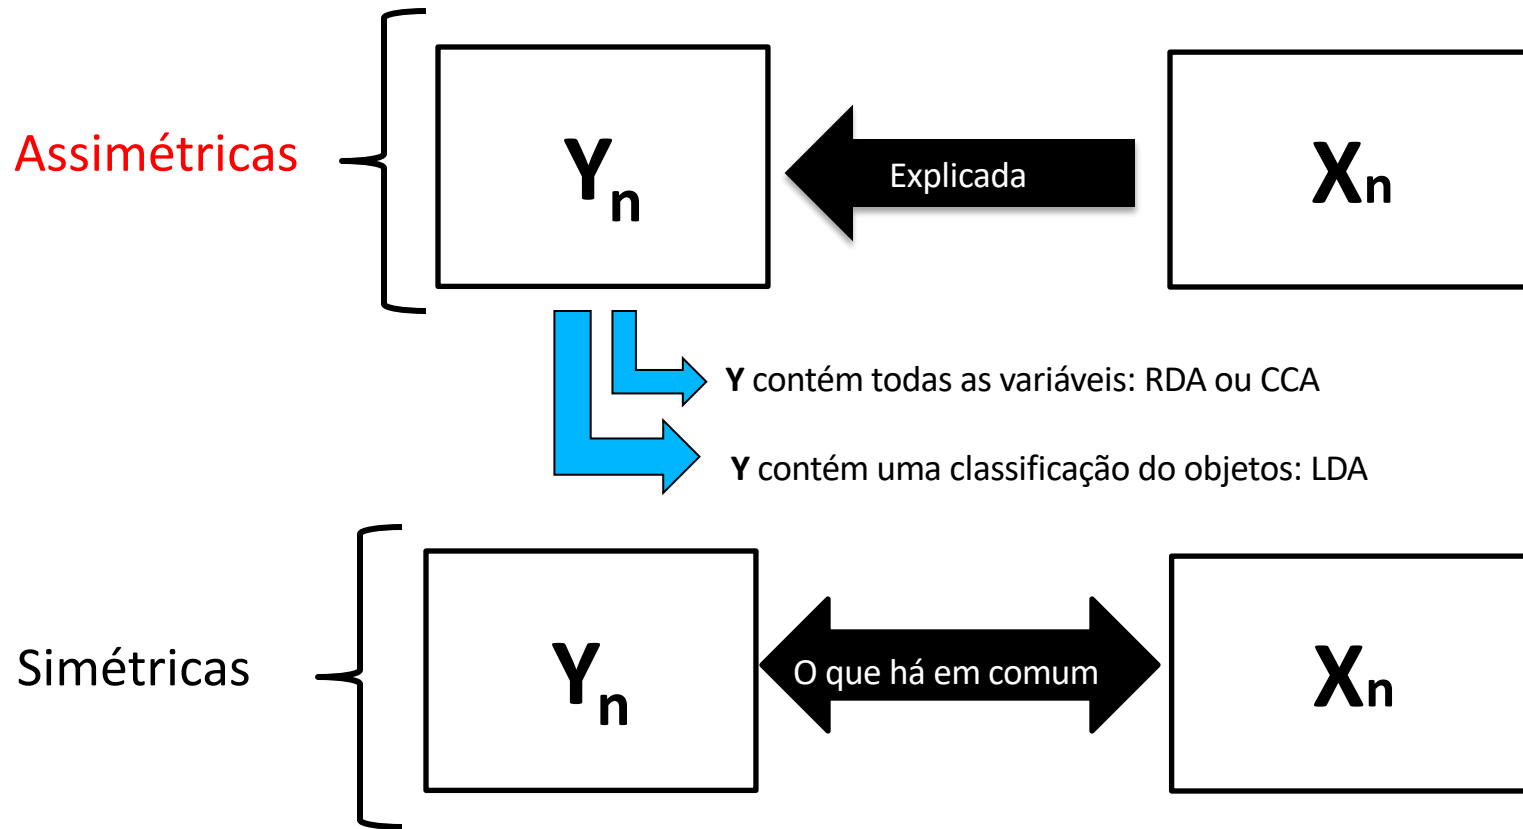 Assimétricas
Yn
Explicada
Xn
Y contém todas as variáveis: RDA ou CCA
Y contém uma classificação do objetos: LDA
Simétricas
Yn
O que há em comum
Xn